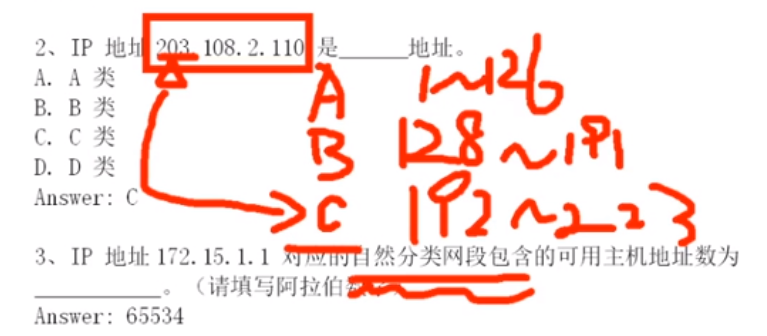 2、IP 地址 203.108.2.110 是______地址。
A. A 类
B. B 类
C. C 类
D. D 类
Answer: C
A 1~126
B 128~191
C 192~223
3、IP 地址 172.15.1.1 对应的自然分类网段包含的可用主机地址数为
___________。（请填写阿拉伯
Answer: 65534